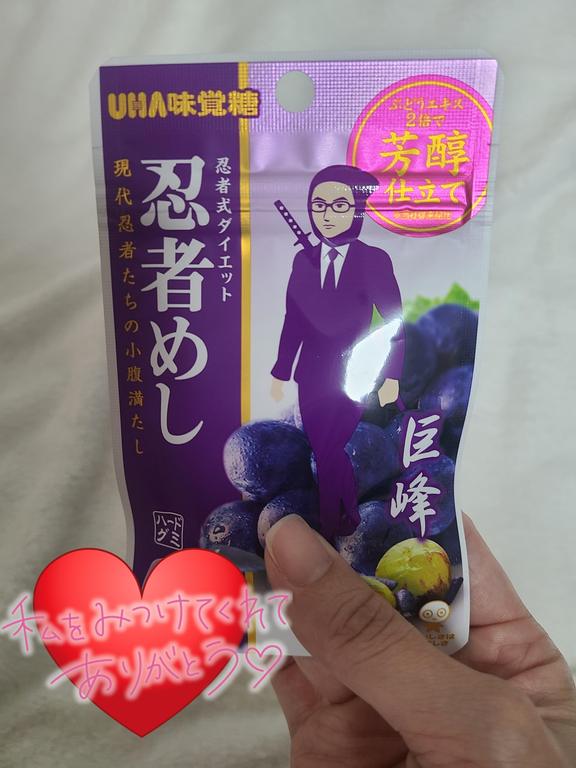 UHA味覚糖
ぶどうエキス
2倍で
芳醇
仕立て
忍者式ダイエット
忍者めし
現代忍者たちの小腹満たし
巨峰
ハード
グミ
私をみつけてくれて
ありがとう♡